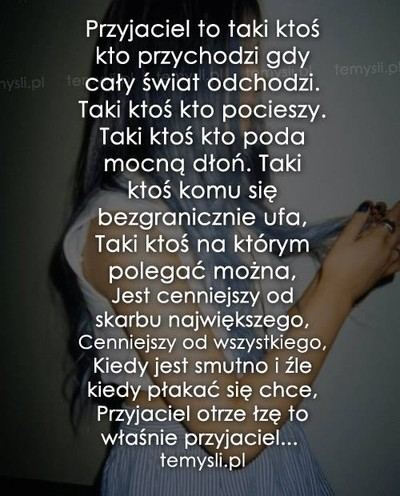 Przyjaciel to taki ktoś
kto przychodzi gdy
cały świat odchodzi.
Taki ktoś kto pocieszy.
Taki ktoś kto poda
mocną dłoń. Taki
ktoś komu się
bezgranicznie ufa,
Taki ktoś na którym
polegać można,
Jest cenniejszy od
skarbu największego,
Cenniejszy od wszystkiego,
Kiedy jest smutno i źle
kiedy płakać się chce,
Przyjaciel otrze łzę to
właśnie przyjaciel...
temysli.pl